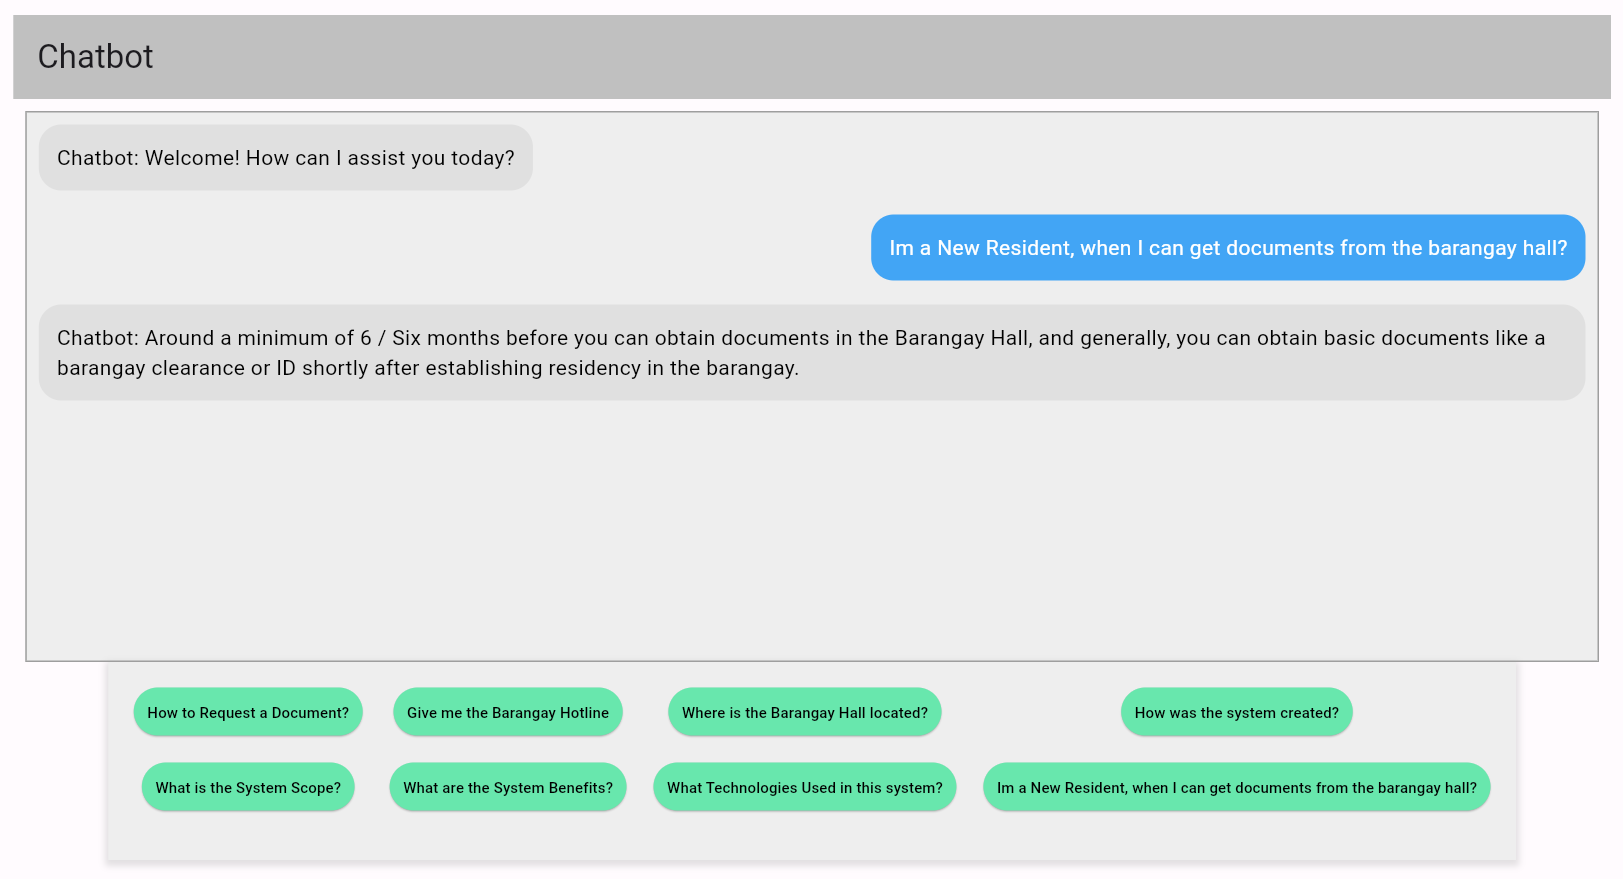 Chatbot
Chatbot: Welcome! How can I assist you today?
Im a New Resident, when I can get documents from the barangay hall?
Chatbot: Around a minimum of 6 / Six months before you can obtain documents in the Barangay Hall, and generally, you can obtain basic documents like a
barangay clearance or ID shortly after establishing residency in the barangay.
How to Request a Document?
Give me the Barangay Hotline
Where is the Barangay Hall located?
How was the system created?
What is the System Scope?
What are the System Benefits?
What Technologies Used in this system?
Im a New Resident, when I can get documents from the barangay hall?